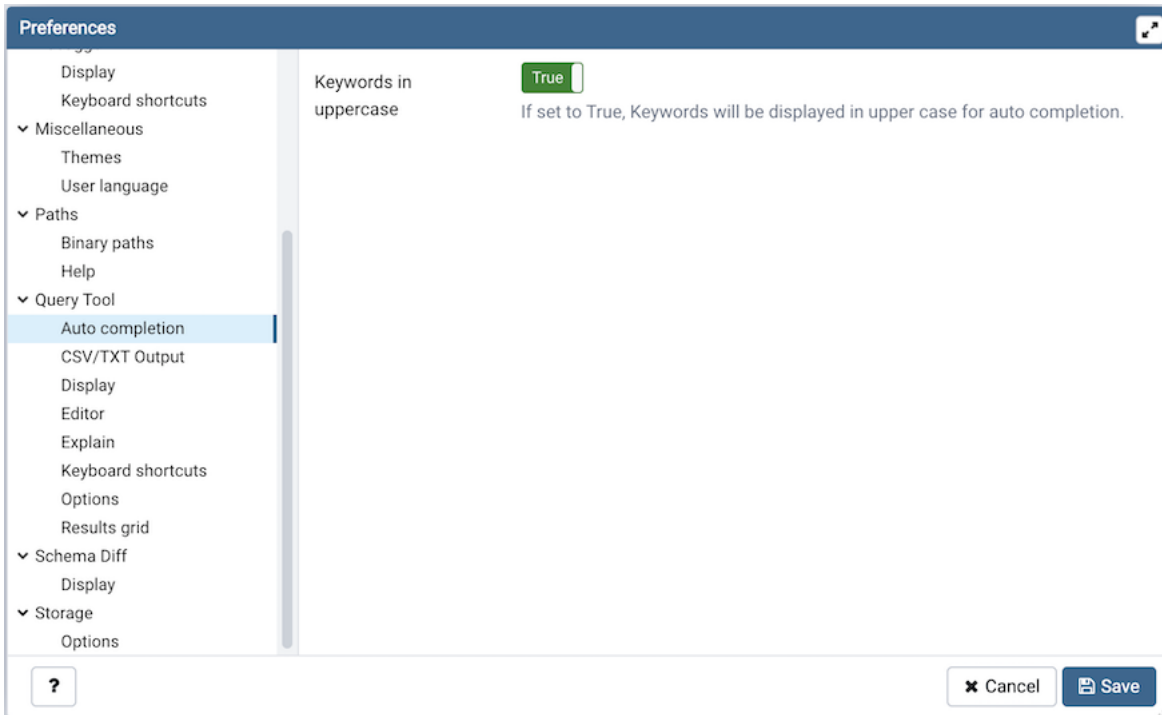 Preferences
Display
Keyboard shortcuts
Miscellaneous
Themes
User language
Paths
Binary paths
Help
Query Tool
Auto completion
CSV/TXT Output
Display
Editor
Explain
Keyboard shortcuts
Options
Results grid
Schema Diff
Display
Storage
Options
Keywords in
uppercase
True
If set to True, Keywords will be displayed in upper case for auto completion.
?
Cancel
Save